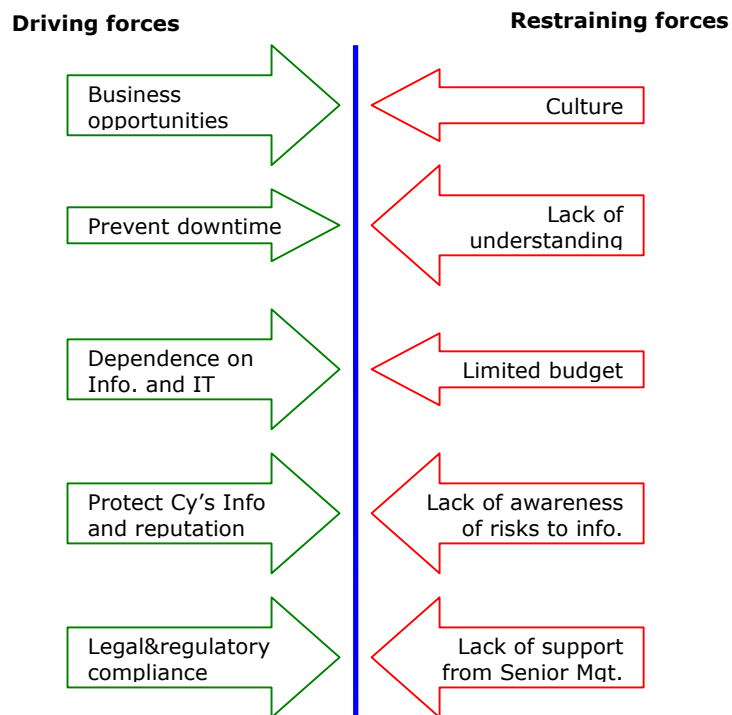 Driving forces
Restraining forces
Business
opportunities
Culture
Prevent downtime
Lack of
understanding
Dependence on
Info. and IT
Limited budget
Protect Cy's Info
and reputation
Lack of awareness
of risks to info.
Legal&regulatory
compliance
Lack of support
from Senior Mgt.